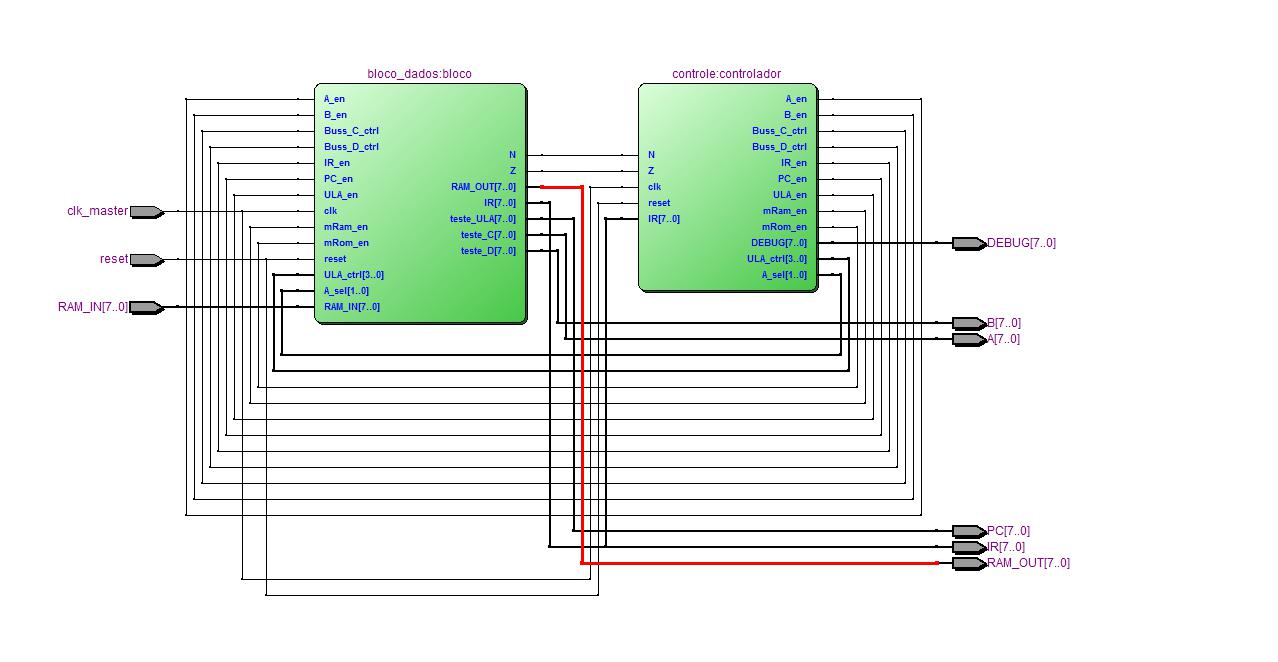 bloco_dados:bloco
controle:controlador
A_en
B_en
Buss_C_ctrl
Buss_D_ctrl
IR_en
PC_en
ULA_en
clk
mRam_en
mRom_en
reset
ULA_ctrl[3..0]
A_sel[1..0]
RAM_IN[7..0]
N
Z
RAM_OUT[7..0]
IR[7..0]
teste_ULA[7..0]
teste_C[7..0]
teste_D[7..0]
N
Z
clk
reset
IR[7..0]
A_en
B_en
Buss_C_ctrl
Buss_D_ctrl
IR_en
PC_en
ULA_en
mRam_en
mRom_en
DEBUG[7..0]
ULA_ctrl[3..0]
A_sel[1..0]
clk_master
reset
RAM_IN[7..0]
DEBUG[7..0]
B[7..0]
A[7..0]
PC[7..0]
IR[7..0]
RAM_OUT[7..0]